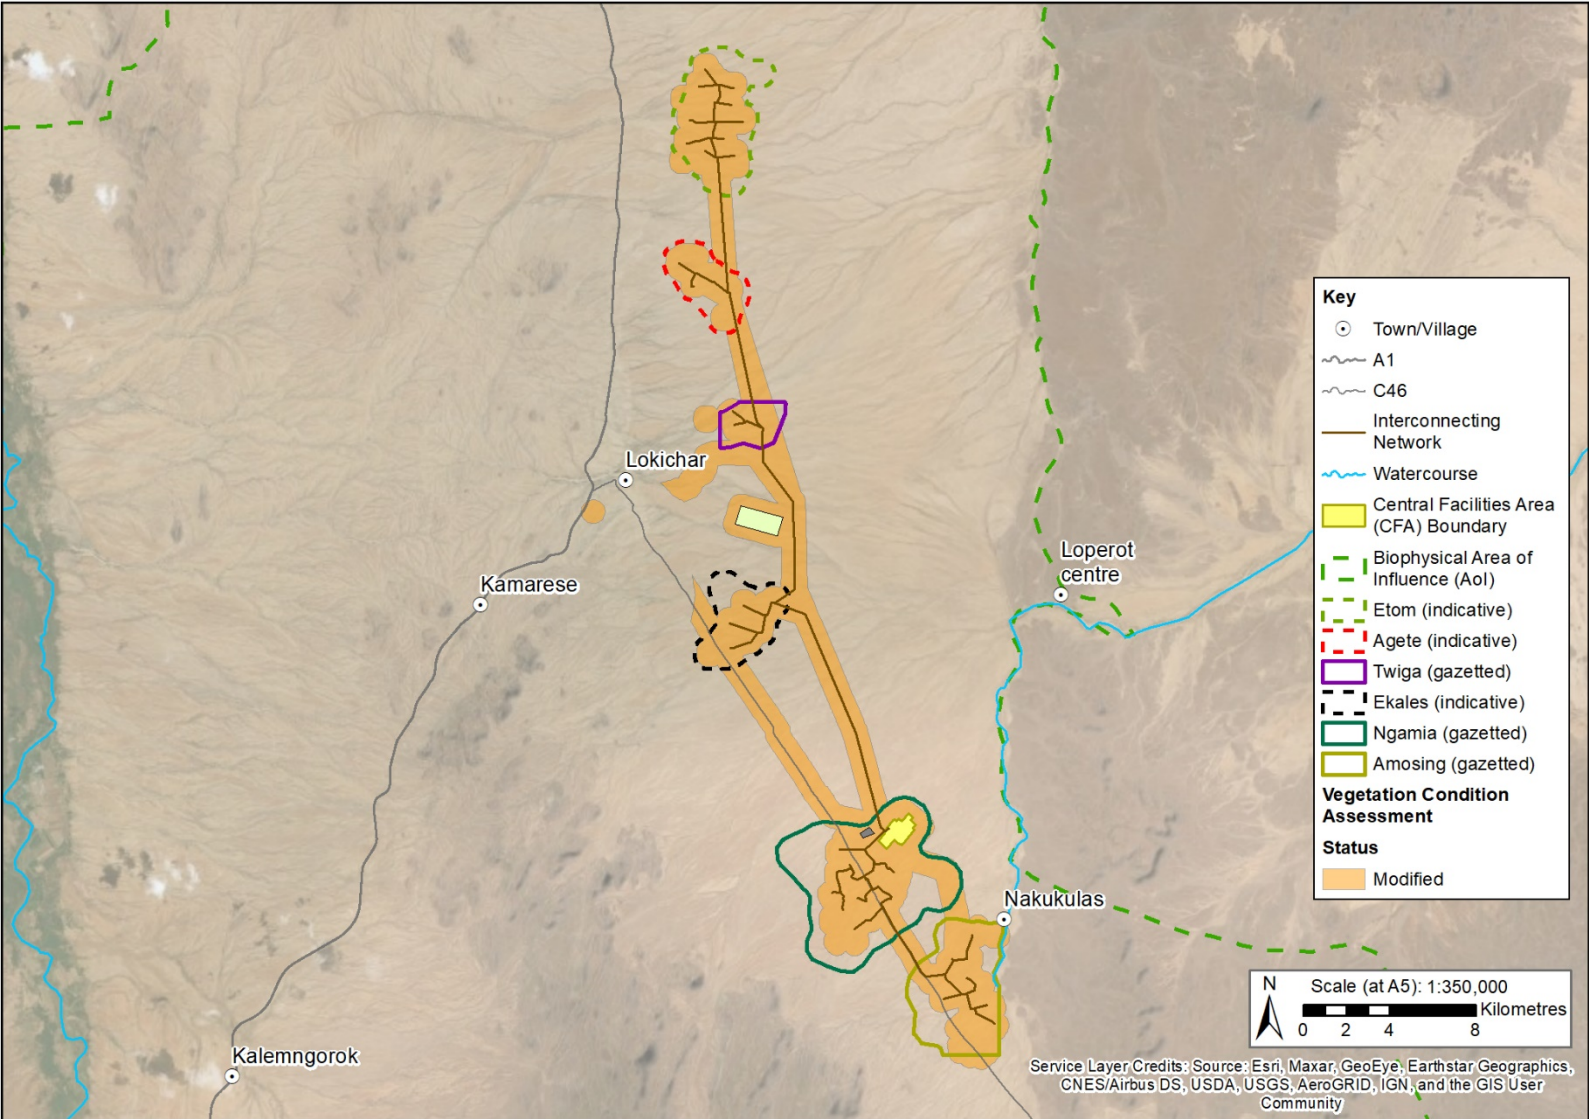 Lokichar
Kamarese
Loperot
centre
Nakukulas
Kalemngorok
Key
Town/Village
A1
C46
Interconnecting
Network
Watercourse
Central Facilities Area
(CFA) Boundary
Biophysical Area of
Influence (AoI)
Etom (indicative)
Agete (indicative)
Twiga (gazetted)
Ekales (indicative)
Ngamia (gazetted)
Amosing (gazetted)
Vegetation Condition
Assessment
Status
Modified
N
Scale (at A5): 1:350,000
Kilometres
0 2 4 8
Service Layer Credits: Source: Esri, Maxar, GeoEye, Earthstar Geographics,
CNES/Airbus DS, USDA, USGS, AeroGRID, IGN, and the GIS User
Community